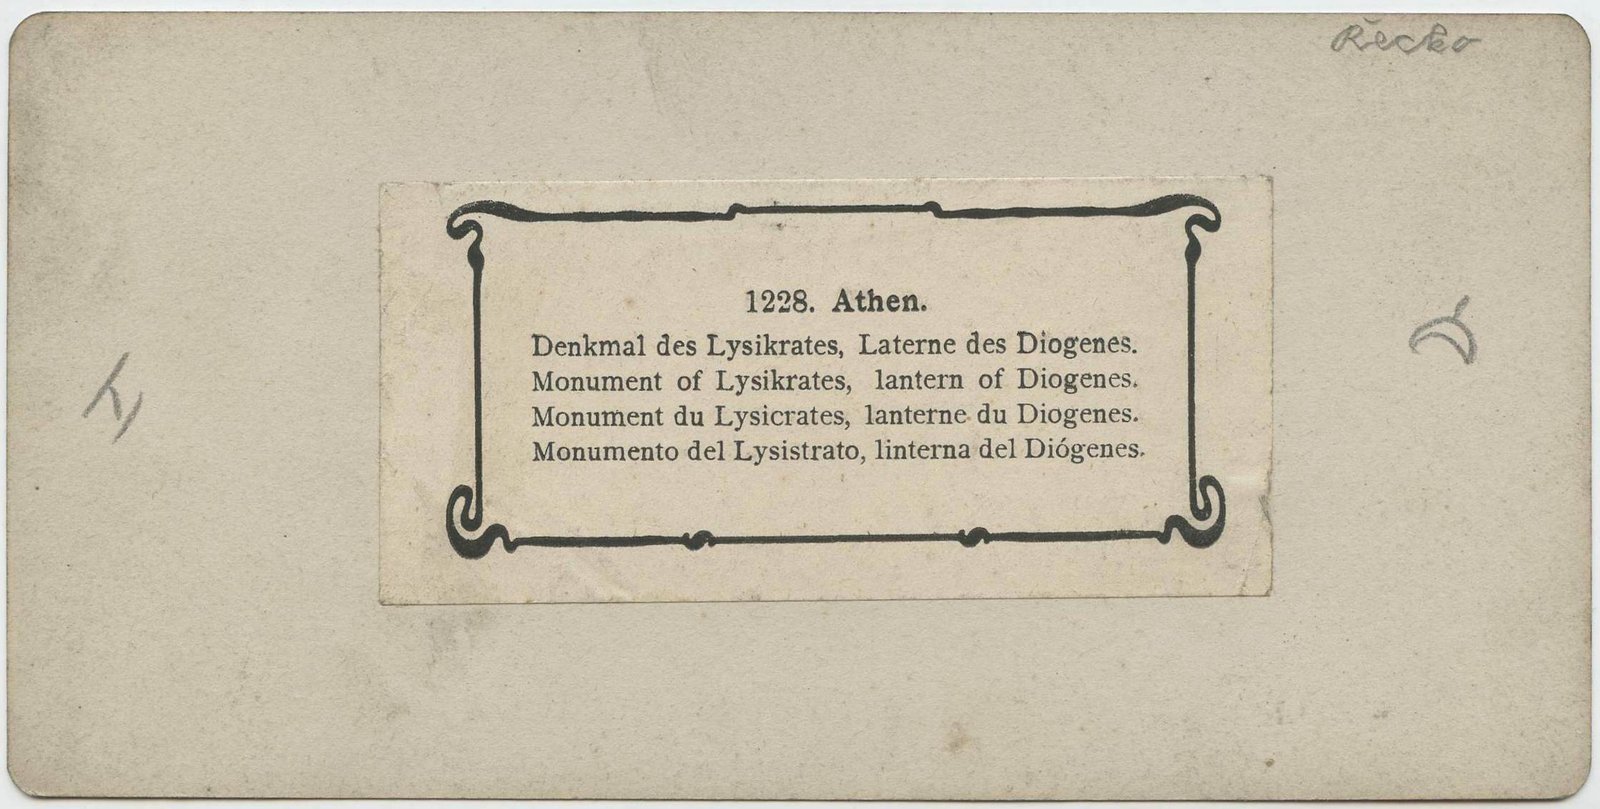 Řecko
1228. Athen.
Denkmal des Lysikrates, Laterne des Diogenes.
Monument of Lysikrates, lantern of Diogenes.
Monument du Lysicrates, lanterne du Diogenes.
Monumento del Lysistrato, linterna del Diógenes.